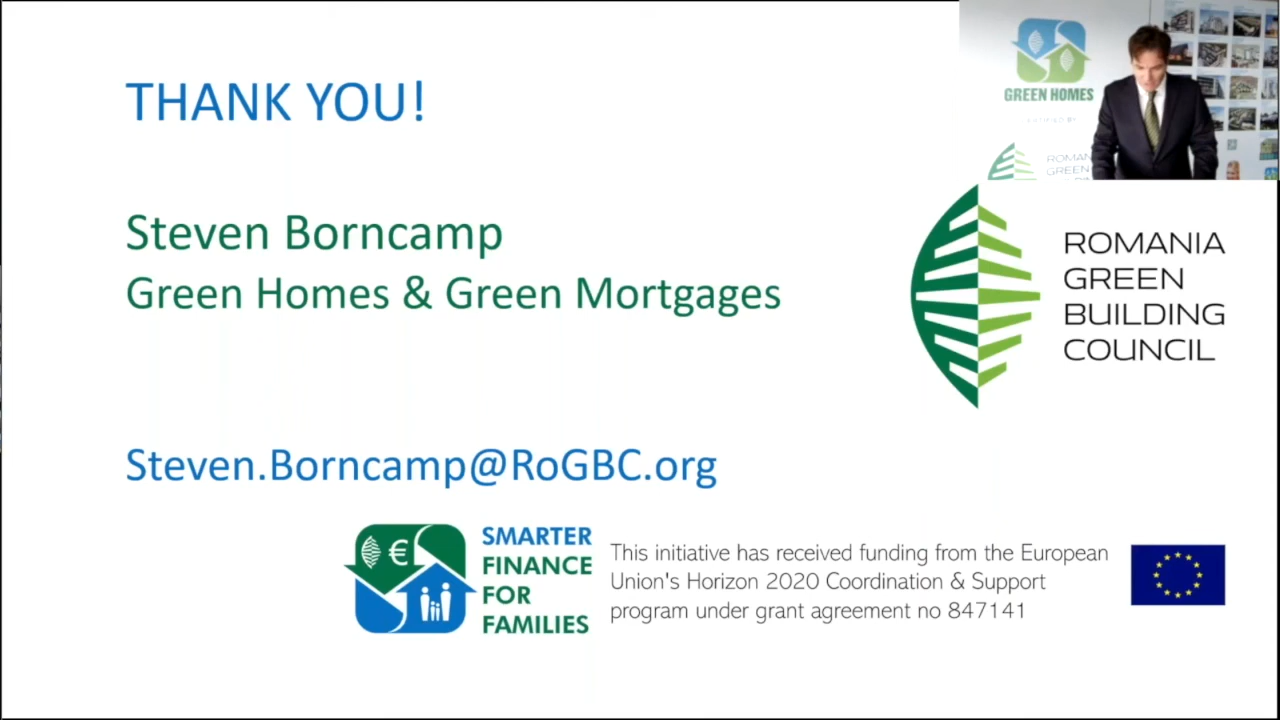 THANK YOU!
Steven Borncamp
Green Homes & Green Mortgages
Steven.Borncamp@RoGBC.org
GREEN HOMES
ROMAN
GREEN
ROMANIA
GREEN
BUILDING
COUNCIL
€
SMARTER
FINANCE
FOR
FAMILIES
This initiative has received funding from the European
Union's Horizon 2020 Coordination & Support
program under grant agreement no 847141